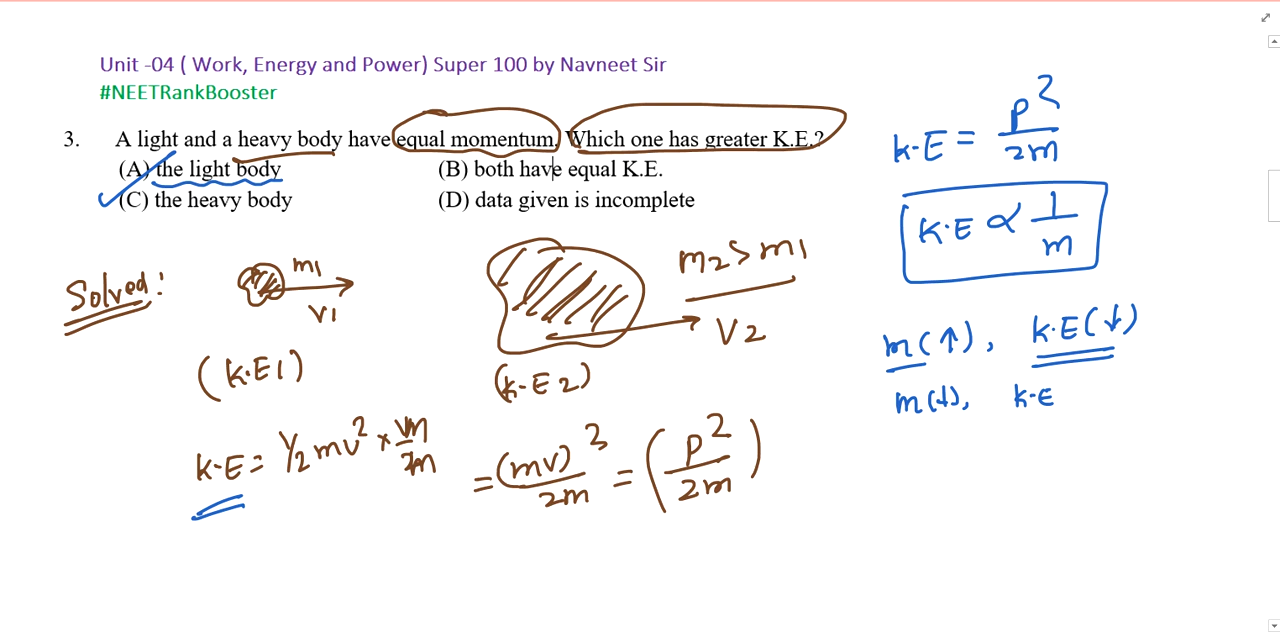 Unit -04 ( Work, Energy and Power) Super 100 by Navneet Sir
#NEETRankBooster
3. A light and a heavy body have equal momentum. Which one has greater K.E.?
(A) the light body (B) both have equal K.E.
(C) the heavy body (D) data given is incomplete
Solved:
m1
V1
(K.E1)
m2>m1
V2
(K-E2)
K-E = 1/2 mv² × m/m = (mv)²/2m = (P²/2m)
K-E = P²/2m
K.E ∝ 1/m
m(↑), K.E(↓)
m(↓), K-E